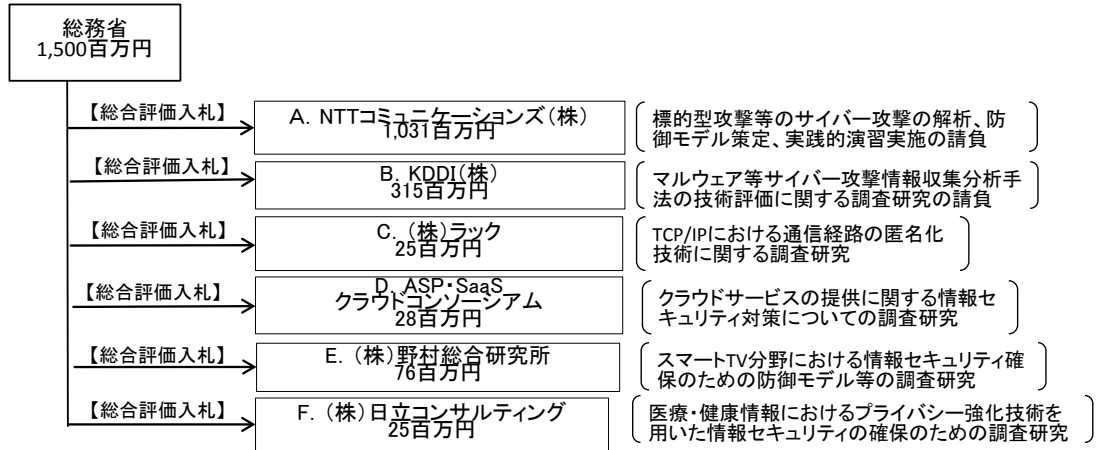 総務省
1,500百万円
【総合評価入札】
A. NTTコミュニケーションズ(株)
1,031百万円
標的型攻撃等のサイバー攻撃の解析、防
御モデル策定、実践的演習実施の請負
【総合評価入札】
B. KDDI(株)
315百万円
マルウェア等サイバー攻撃情報収集分析手
法の技術評価に関する調査研究の請負
【総合評価入札】
C. (株)ラック
25百万円
TCP/IPにおける通信経路の匿名化
技術に関する調査研究
【総合評価入札】
D. ASP・SaaS
クラウドコンソーシアム
28百万円
クラウドサービスの提供に関する情報セ
キュリティ対策についての調査研究
【総合評価入札】
E. (株)野村総合研究所
76百万円
スマートTV分野における情報セキュリティ確
保のための防御モデル等の調査研究
【総合評価入札】
F. (株)日立コンサルティング
25百万円
医療・健康情報におけるプライバシー強化技術を
用いた情報セキュリティの確保のための調査研究